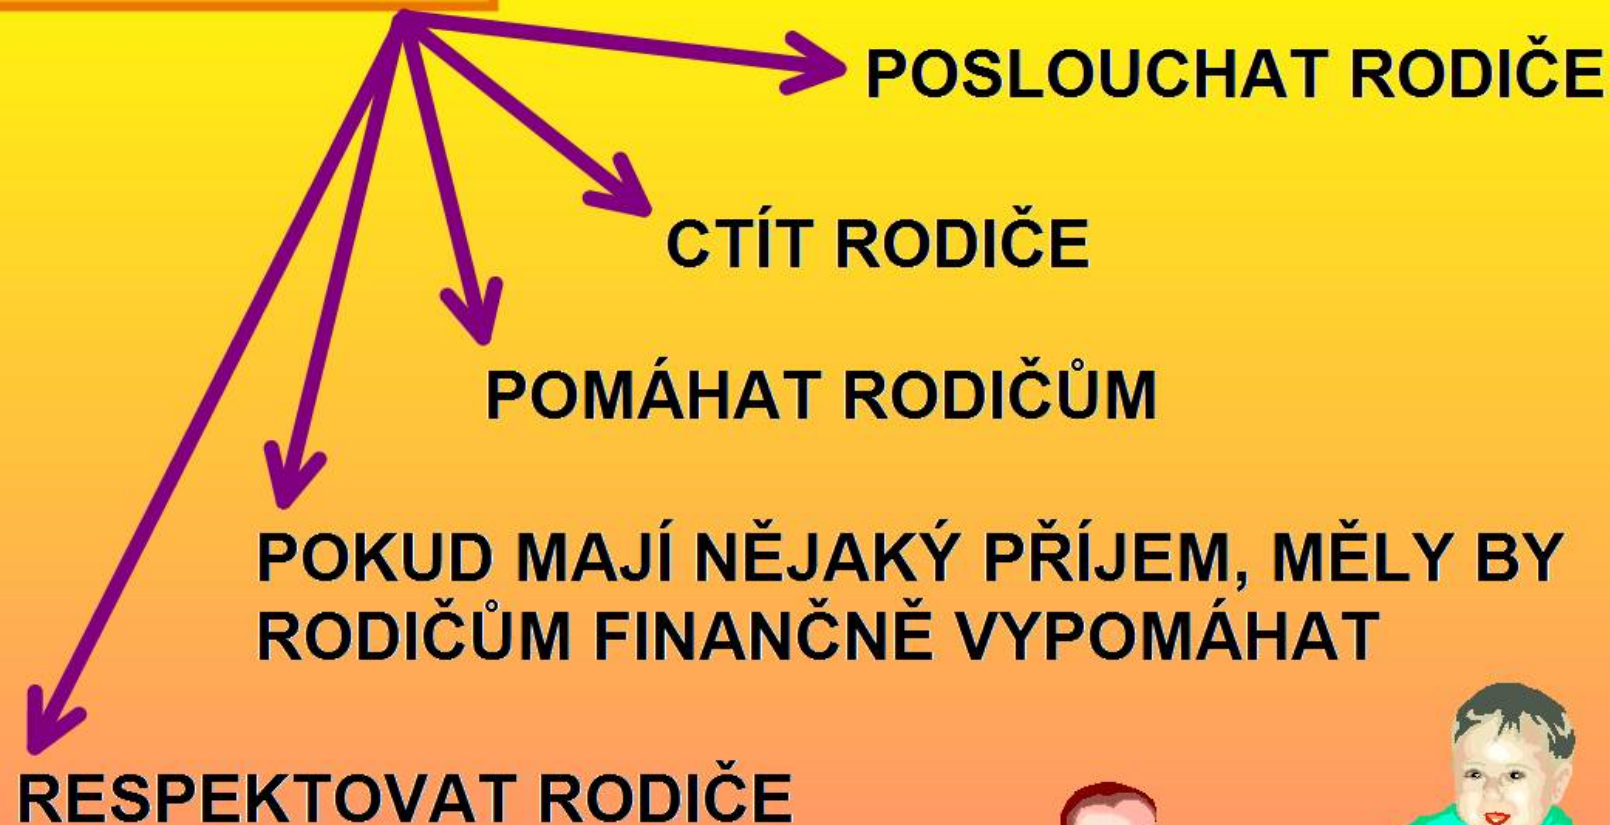 POSLOUCHAT RODIČE
CTÍT RODIČE
POMÁHAT RODIČŮM
POKUD MAJÍ NĚJAKÝ PŘÍJEM, MĚLY BY
RODIČŮM FINANČNĚ VYPOMÁHAT
RESPEKTOVAT RODIČE